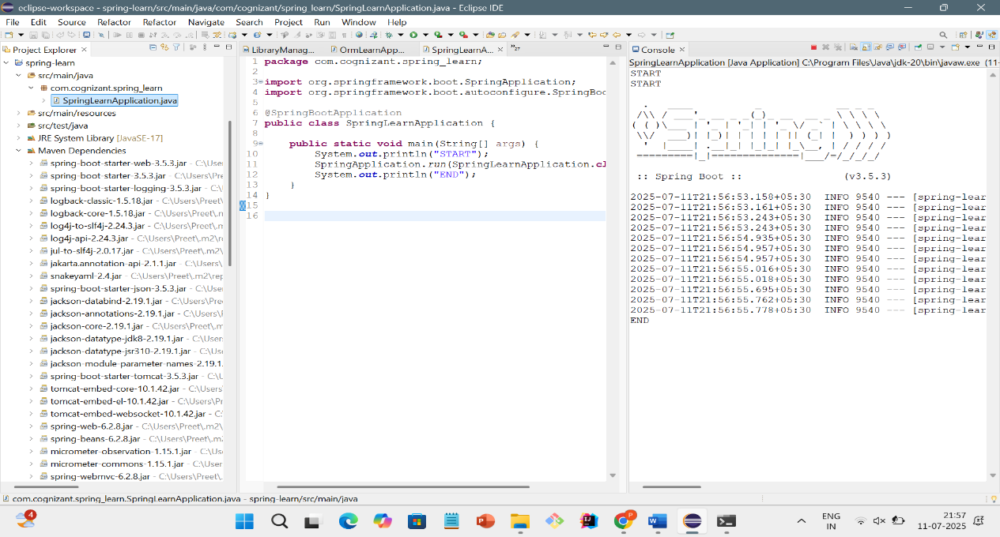 eclipse-workspace - spring-learn/src/main/java/com/cognizant/spring_learn/SpringLearnApplication.java - Eclipse IDE
File Edit Source Refactor Refactor Navigate Search Project Run Window Help
Project Explorer
spring-learn
src/main/java
com.cognizant.spring_learn
SpringLearnApplication.java
src/main/resources
src/test/java
JRE System Library [JavaSE-17]
Maven Dependencies
spring-boot-starter-web-3.5.3.jar - C:\Use
spring-boot-starter-3.5.3.jar - C:\Users\
spring-boot-starter-logging-3.5.3.jar - C:\
logback-classic-1.5.18.jar - C:\Users\Preet\
logback-core-1.5.18.jar - C:\Users\Preet\.n
log4j-to-slf4j-2.24.3.jar - C:\Users\Preet\.m
log4j-api-2.24.3.jar - C:\Users\Preet\.m2\re
jul-to-slf4j-2.0.17.jar - C:\Users\Preet\.m2\
jakarta.annotation-api-2.1.1.jar - C:\Users\
snakeyaml-2.4.jar - C:\Users\Preet\.m2\rep
spring-boot-starter-json-3.5.3.jar - C:\Use
jackson-databind-2.19.1.jar - C:\Users\Pre
jackson-annotations-2.19.1.jar - C:\Users\
jackson-core-2.19.1.jar - C:\Users\Preet\.m
jackson-datatype-jdk8-2.19.1.jar - C:\User
jackson-datatype-jsr310-2.19.1.jar - C:\Us
jackson-module-parameter-names-2.19.1.
spring-boot-starter-tomcat-3.5.3.jar - C:\U
tomcat-embed-core-10.1.42.jar - C:\Users\
tomcat-embed-el-10.1.42.jar - C:\Users\Pr
tomcat-embed-websocket-10.1.42.jar - C:
spring-web-6.2.8.jar - C:\Users\Preet\.m2\
spring-beans-6.2.8.jar - C:\Users\Preet\.m
micrometer-observation-1.15.1.jar - C:\Us
micrometer-commons-1.15.1.jar - C:\User
spring-webmvc-6.2.8.jar - C:\Users\Preet\.
LibraryManag... OrmLearnApp... SpringLearnA... »27
1 package com.cognizant.spring_learn;
2
3 import org.springframework.boot.SpringApplication;
4 import org.springframework.boot.autoconfigure.SpringBoo
5
6 @SpringBootApplication
7 public class SpringLearnApplication {
8
9 public static void main(String[] args) {
10 System.out.println("START");
11 SpringApplication.run(SpringLearnApplication.cl
12 System.out.println("END");
13 }
14 }
15
16
Console
SpringLearnApplication [Java Application] C:\Program Files\Java\jdk-20\bin\javaw.exe (11-
START
START
:: Spring Boot :: (v3.5.3)
2025-07-11T21:56:53.158+05:30 INFO 9540 --- [spring-lear
2025-07-11T21:56:53.161+05:30 INFO 9540 --- [spring-lear
2025-07-11T21:56:53.243+05:30 INFO 9540 --- [spring-lear
2025-07-11T21:56:53.243+05:30 INFO 9540 --- [spring-lear
2025-07-11T21:56:54.935+05:30 INFO 9540 --- [spring-lear
2025-07-11T21:56:54.957+05:30 INFO 9540 --- [spring-lear
2025-07-11T21:56:54.957+05:30 INFO 9540 --- [spring-lear
2025-07-11T21:56:55.016+05:30 INFO 9540 --- [spring-lear
2025-07-11T21:56:55.018+05:30 INFO 9540 --- [spring-lear
2025-07-11T21:56:55.695+05:30 INFO 9540 --- [spring-lear
2025-07-11T21:56:55.762+05:30 INFO 9540 --- [spring-lear
2025-07-11T21:56:55.778+05:30 INFO 9540 --- [spring-lear
END
com.cognizant.spring_learn.SpringLearnApplication.java - spring-learn/src/main/java
4
ENG
IN
21:57
11-07-2025